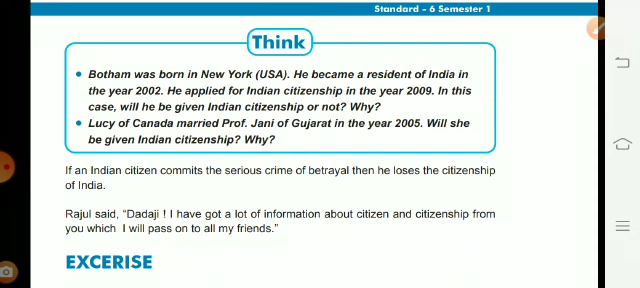 Standard - 6 Semester 1
Think
• Botham was born in New York (USA). He became a resident of India in
the year 2002. He applied for Indian citizenship in the year 2009. In this
case, will he be given Indian citizenship or not? Why?
• Lucy of Canada married Prof. Jani of Gujarat in the year 2005. Will she
be given Indian citizenship? Why?
If an Indian citizen commits the serious crime of betrayal then he loses the citizenship
of India.
Rajul said, "Dadaji ! I have got a lot of information about citizen and citizenship from
you which I will pass on to all my friends."
EXCERISE